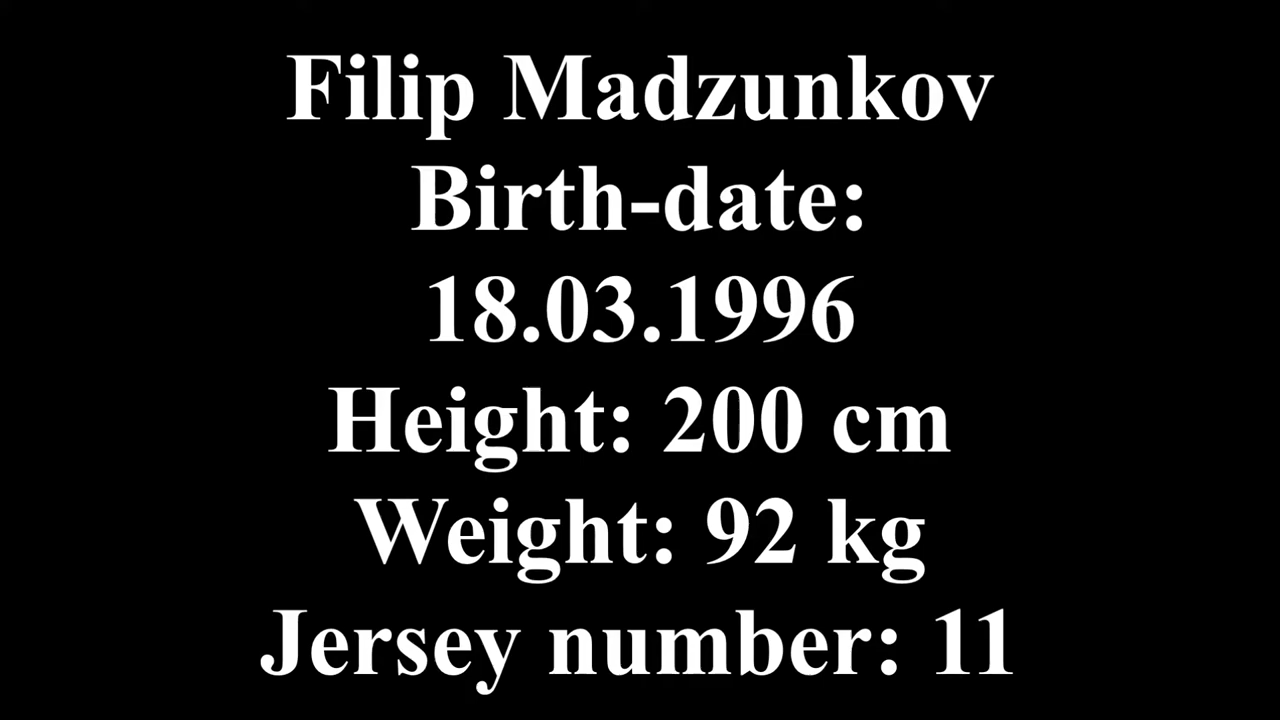 Filip Madzunkov
Birth-date:
18.03.1996
Height: 200 cm
Weight: 92 kg
Jersey number: 11